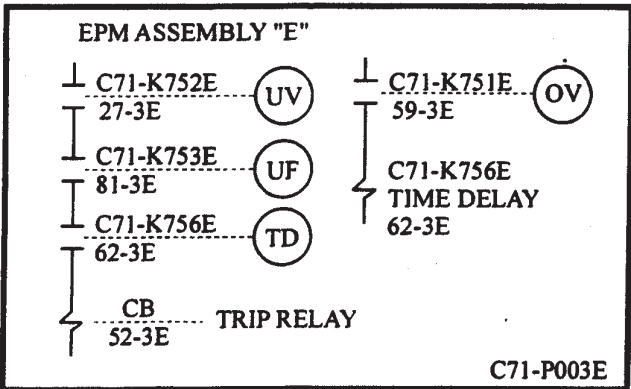 EPM ASSEMBLY "E"
C71-K752E
27-3E
UV
C71-K753E
81-3E
UF
C71-K756E
62-3E
TD
CB
52-3E
TRIP RELAY
C71-K751E
59-3E
OV
C71-K756E
TIME DELAY
62-3E
C71-P003E